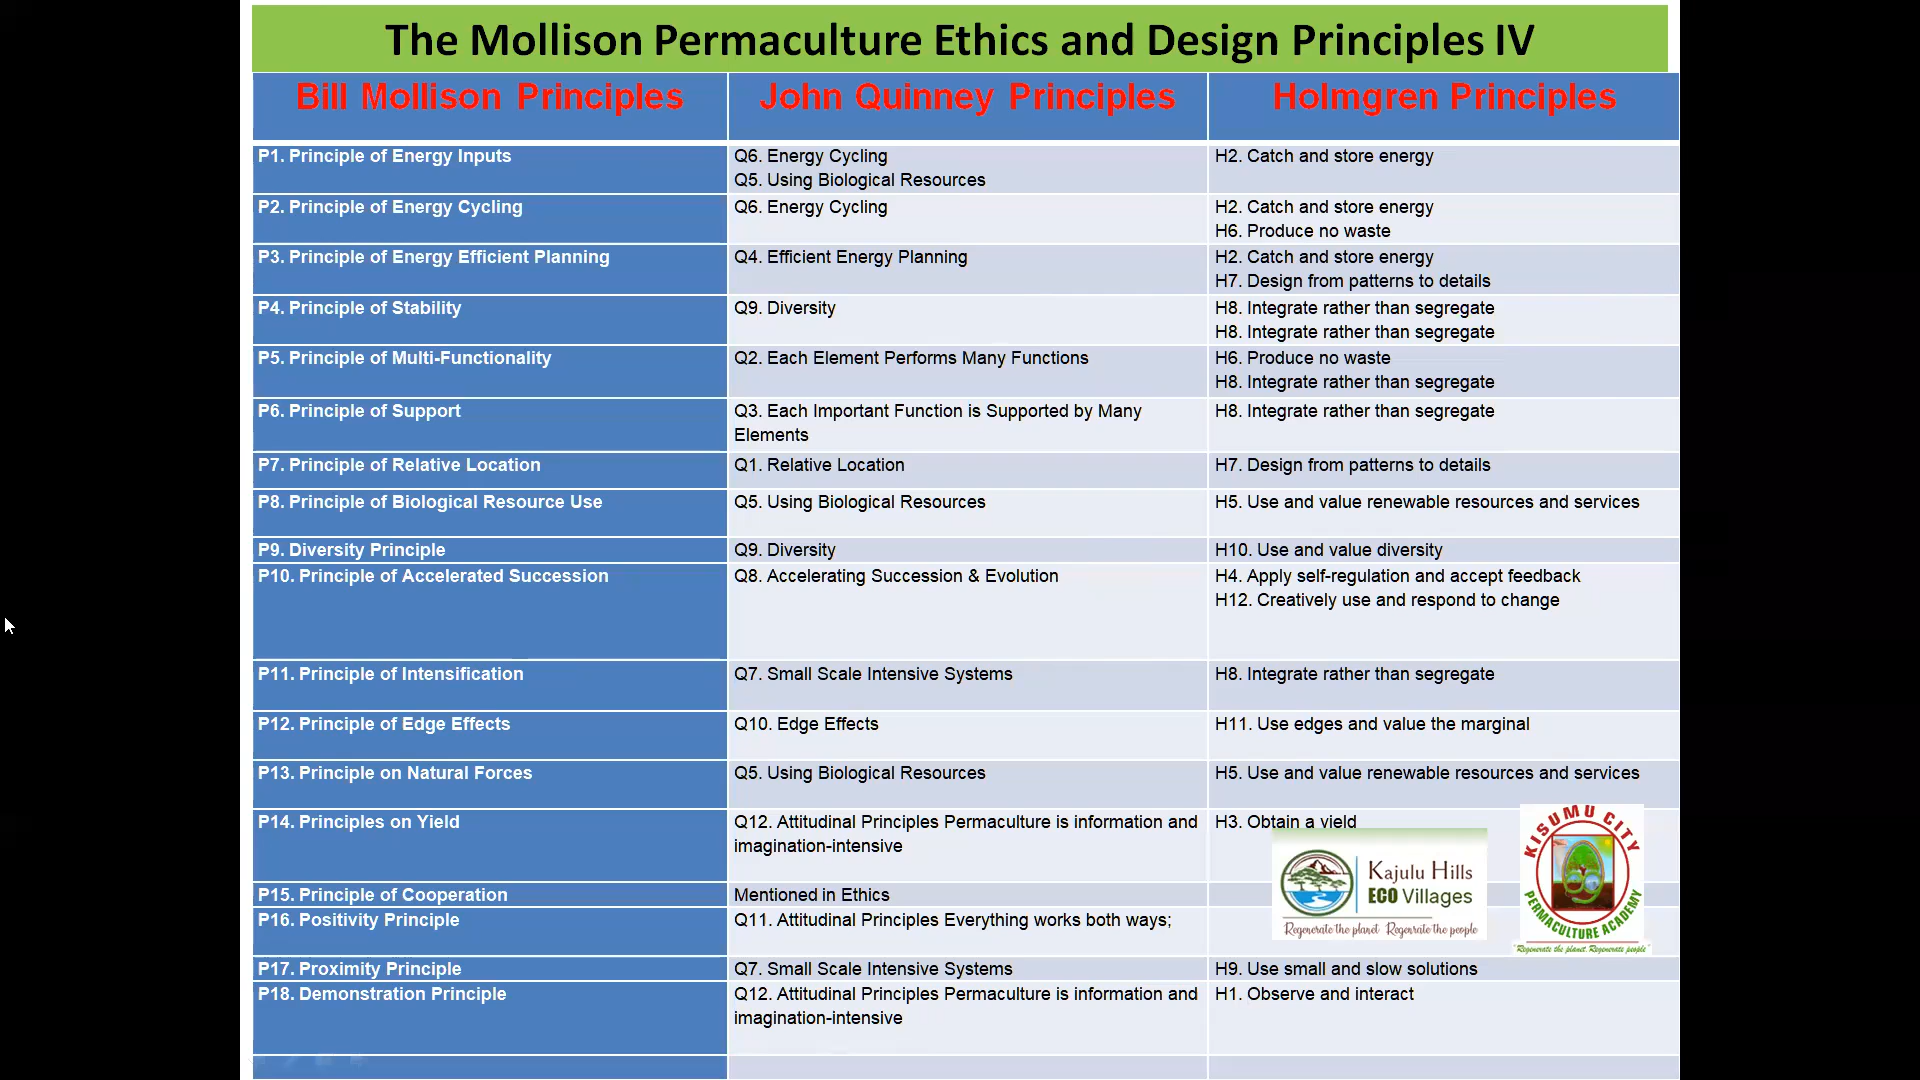 The Mollison Permaculture Ethics and Design Principles IV
Bill Mollison Principles
John Quinney Principles
Holmgren Principles
P1. Principle of Energy Inputs
Q6. Energy Cycling
Q5. Using Biological Resources
H2. Catch and store energy
P2. Principle of Energy Cycling
Q6. Energy Cycling
H2. Catch and store energy
H6. Produce no waste
P3. Principle of Energy Efficient Planning
Q4. Efficient Energy Planning
H2. Catch and store energy
H7. Design from patterns to details
P4. Principle of Stability
Q9. Diversity
H8. Integrate rather than segregate
H8. Integrate rather than segregate
P5. Principle of Multi-Functionality
Q2. Each Element Performs Many Functions
H6. Produce no waste
H8. Integrate rather than segregate
P6. Principle of Support
Q3. Each Important Function is Supported by Many
Elements
H8. Integrate rather than segregate
P7. Principle of Relative Location
Q1. Relative Location
H7. Design from patterns to details
P8. Principle of Biological Resource Use
Q5. Using Biological Resources
H5. Use and value renewable resources and services
P9. Diversity Principle
Q9. Diversity
H10. Use and value diversity
P10. Principle of Accelerated Succession
Q8. Accelerating Succession & Evolution
H4. Apply self-regulation and accept feedback
H12. Creatively use and respond to change
P11. Principle of Intensification
Q7. Small Scale Intensive Systems
H8. Integrate rather than segregate
P12. Principle of Edge Effects
Q10. Edge Effects
H11. Use edges and value the marginal
P13. Principle on Natural Forces
Q5. Using Biological Resources
H5. Use and value renewable resources and services
P14. Principles on Yield
Q12. Attitudinal Principles Permaculture is information and
imagination-intensive
H3. Obtain a yield
P15. Principle of Cooperation
Mentioned in Ethics
P16. Positivity Principle
Q11. Attitudinal Principles Everything works both ways;
P17. Proximity Principle
Q7. Small Scale Intensive Systems
H9. Use small and slow solutions
P18. Demonstration Principle
Q12. Attitudinal Principles Permaculture is information and
imagination-intensive
H1. Observe and interact
Kajulu Hills
ECO Villages
Regenerate the planet Regenrate the people
KISUMU CITY
PERMACULTURE ACADEMY
"Regenerate the planet. Regenerate people"